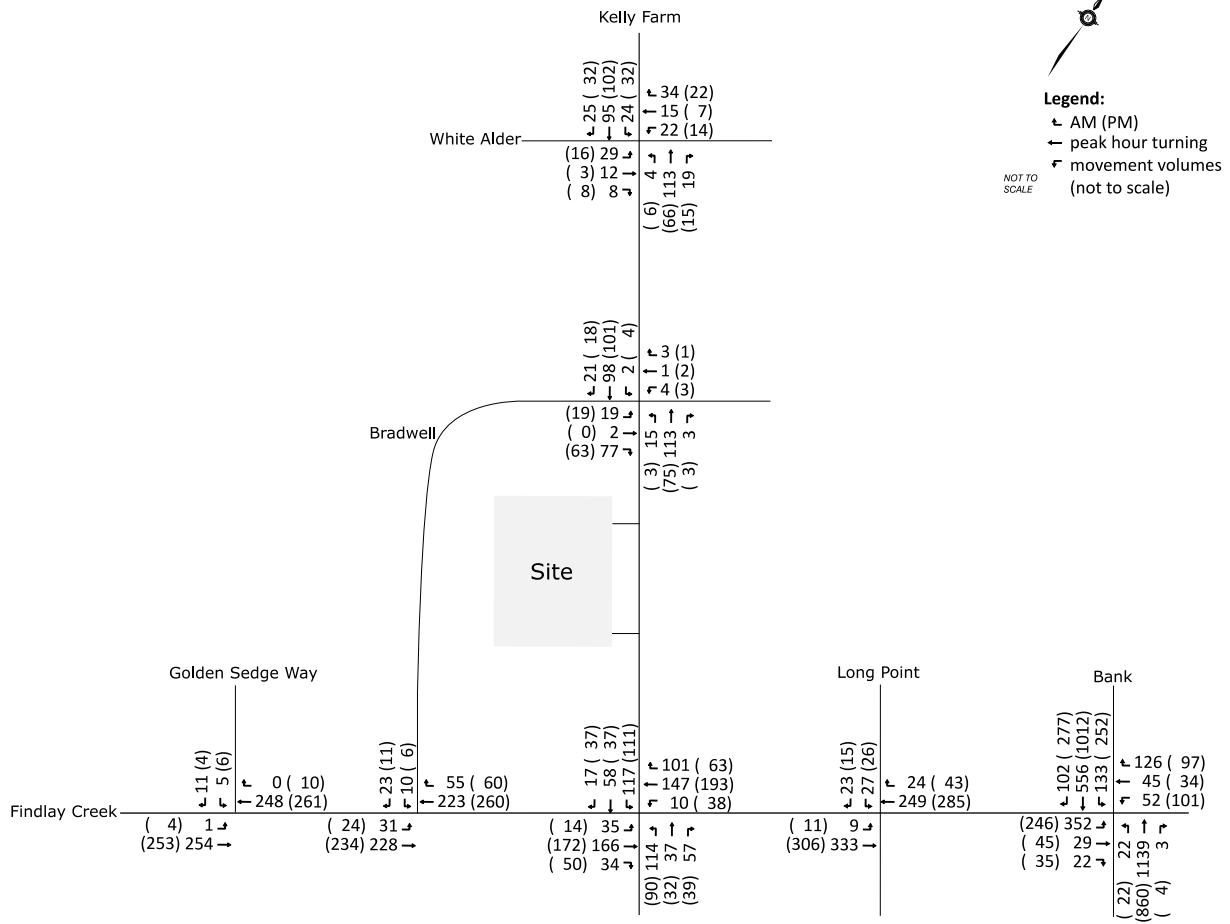 Kelly Farm
25 ( 32)
95 (102)
24 ( 32)
34 (22)
15 ( 7)
22 (14)
White Alder
(16) 29
( 3) 12
( 8) 8
4
( 6)
113
(66)
19
(15)
Legend:
AM (PM)
peak hour turning
movement volumes
(not to scale)
NOT TO
SCALE
21 ( 18)
98 (101)
2 ( 4)
3 (1)
1 (2)
4 (3)
Bradwell
(19) 19
( 0) 2
(63) 77
( 3) 15
(75) 113
( 3) 3
Site
Golden Sedge Way
11 (4)
5 (6)
0 ( 10)
248 (261)
Findlay Creek
( 4) 1
(253) 254
23 (11)
10 ( 6)
55 ( 60)
223 (260)
( 24) 31
(234) 228
17 ( 37)
58 ( 37)
117 (111)
101 ( 63)
147 (193)
10 ( 38)
( 14) 35
(172) 166
( 50) 34
(90) 114
(32) 37
(39) 57
Long Point
23 (15)
27 (26)
24 ( 43)
249 (285)
( 11) 9
(306) 333
Bank
102 ( 277)
556 (1012)
133 ( 252)
126 ( 97)
45 ( 34)
52 (101)
(246) 352
( 45) 29
( 35) 22
( 22) 22
(860) 1139
( 4) 3